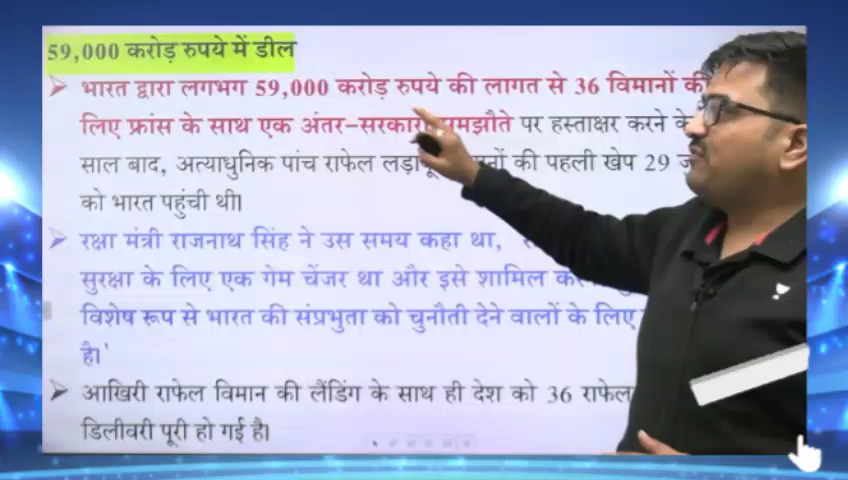 59,000 करोड़ रुपये में डील
➤ भारत द्वारा लगभग 59,000 करोड़ रुपये की लागत से 36 विमानों की
लिए फ्रांस के साथ एक अंतर-सरकारी समझौते पर हस्ताक्षर करने के
साल बाद, अत्याधुनिक पांच राफेल की पहली खेप 29
को भारत पहुंची थी।
➤ रक्षा मंत्री राजनाथ सिंह ने उस समय कहा था, '
सुरक्षा के लिए एक गेम चेंजर था और इसे शामिल
विशेष रूप से भारत की संप्रभुता को चुनौती देने वालों के लिए
है।'
➤ आखिरी राफेल विमान की लैंडिंग के साथ ही देश को 36 राफेल
डिलीवरी पूरी हो गई है।